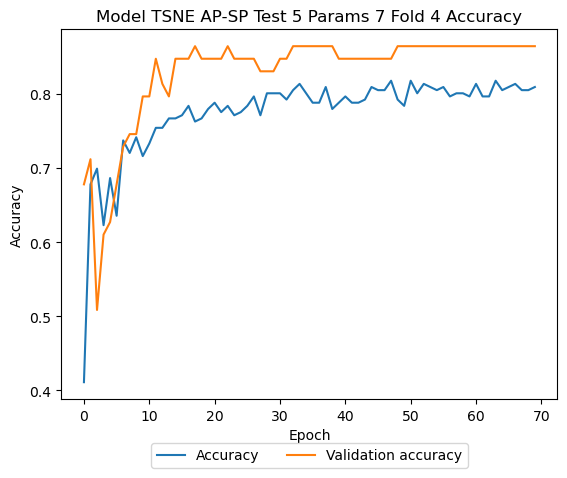 Model TSNE AP-SP Test 5 Params 7 Fold 4 Accuracy
Accuracy
0.8
0.7
0.6
0.5
0.4
0 10 20 30 40 50 60 70
Epoch
Accuracy Validation accuracy